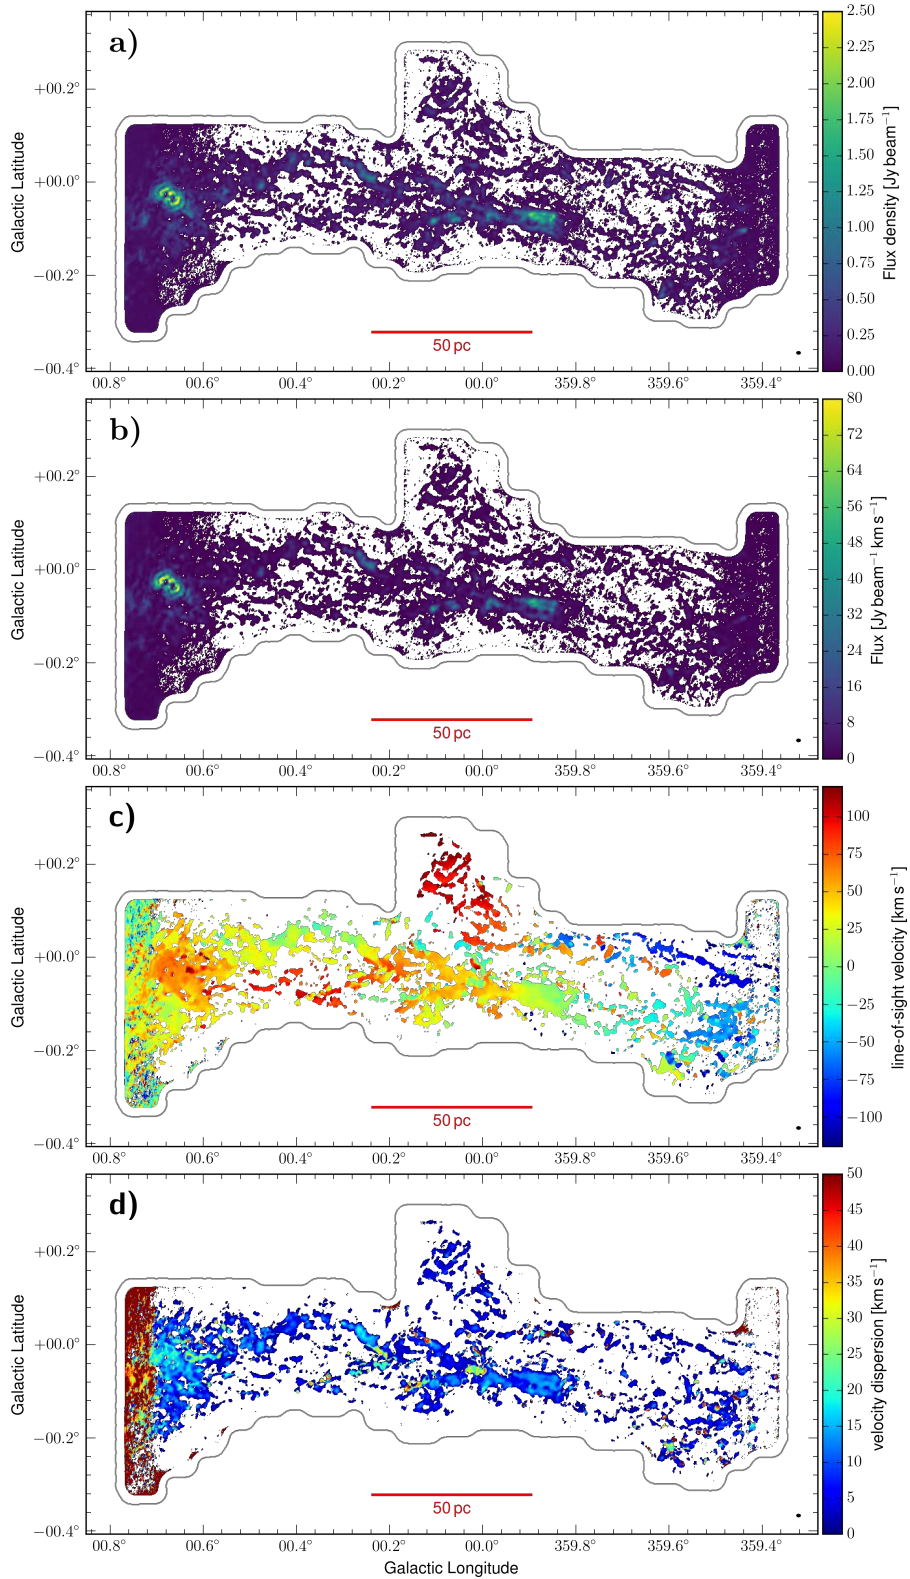 a)
2.50
2.25
2.00
1.75
1.50
1.25
1.00
0.75
0.50
0.25
0.00
Flux density [Jy beam⁻¹]
+00.2°
+00.0°
−00.2°
−00.4°
Galactic Latitude
50 pc
00.8° 00.6° 00.4° 00.2° 00.0° 359.8° 359.6° 359.4°
b)
80
72
64
56
48
40
32
24
16
8
0
Flux [Jy beam⁻¹ km s⁻¹]
+00.2°
+00.0°
−00.2°
−00.4°
Galactic Latitude
50 pc
00.8° 00.6° 00.4° 00.2° 00.0° 359.8° 359.6° 359.4°
c)
100
75
50
25
0
−25
−50
−75
−100
line-of-sight velocity [km s⁻¹]
+00.2°
+00.0°
−00.2°
−00.4°
Galactic Latitude
50 pc
00.8° 00.6° 00.4° 00.2° 00.0° 359.8° 359.6° 359.4°
d)
50
45
40
35
30
25
20
15
10
5
0
velocity dispersion [km s⁻¹]
+00.2°
+00.0°
−00.2°
−00.4°
Galactic Latitude
50 pc
00.8° 00.6° 00.4° 00.2° 00.0° 359.8° 359.6° 359.4°
Galactic Longitude